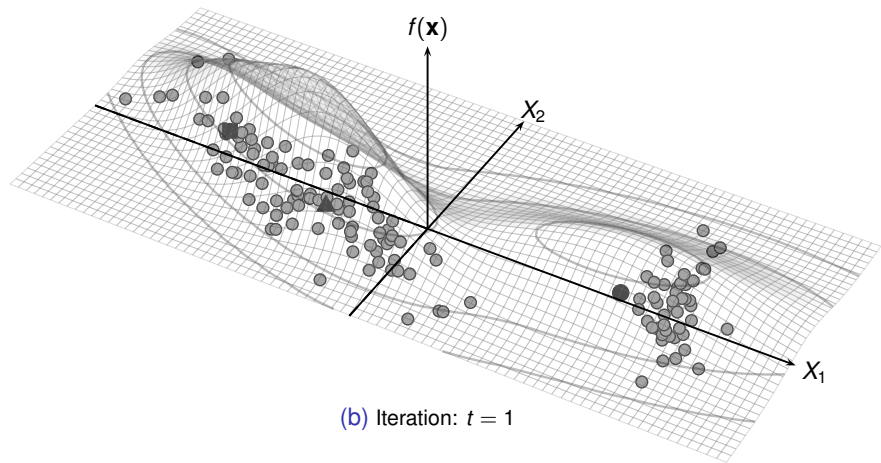 f(x)
X₂
X₁
(b) Iteration: t = 1